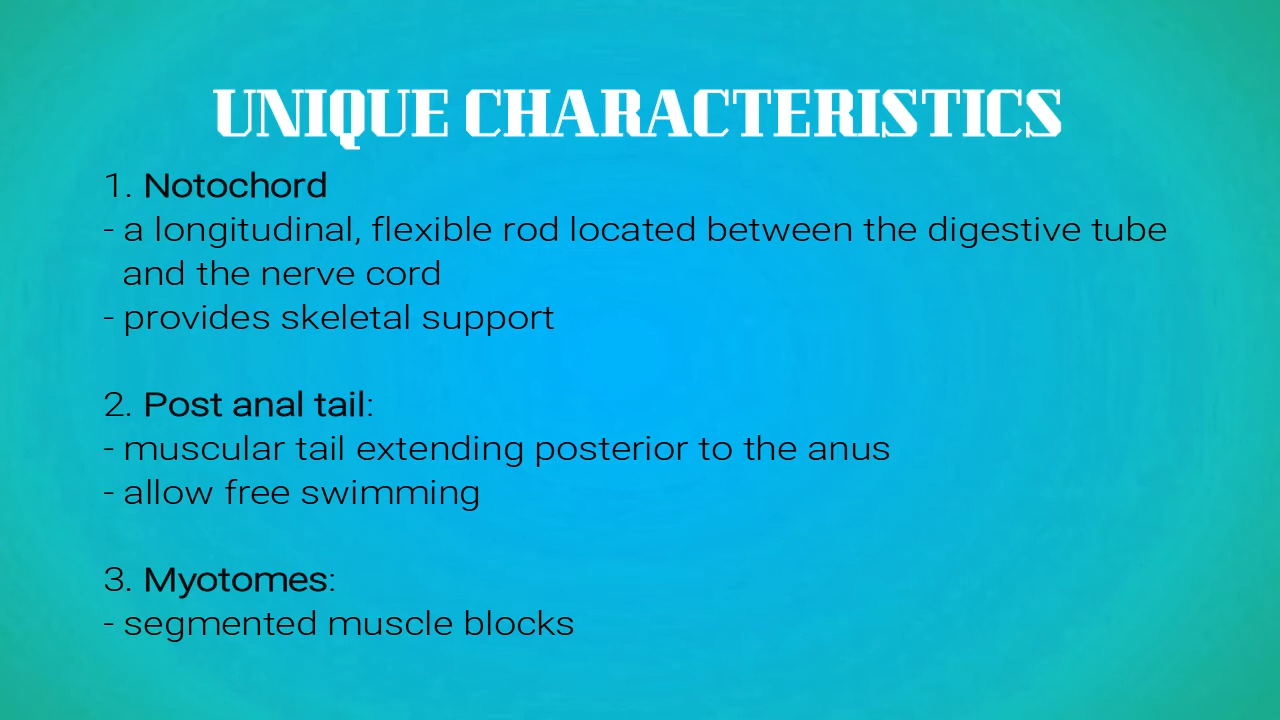 UNIQUE CHARACTERISTICS
1. Notochord
- a longitudinal, flexible rod located between the digestive tube
and the nerve cord
- provides skeletal support
2. Post anal tail:
- muscular tail extending posterior to the anus
- allow free swimming
3. Myotomes:
- segmented muscle blocks